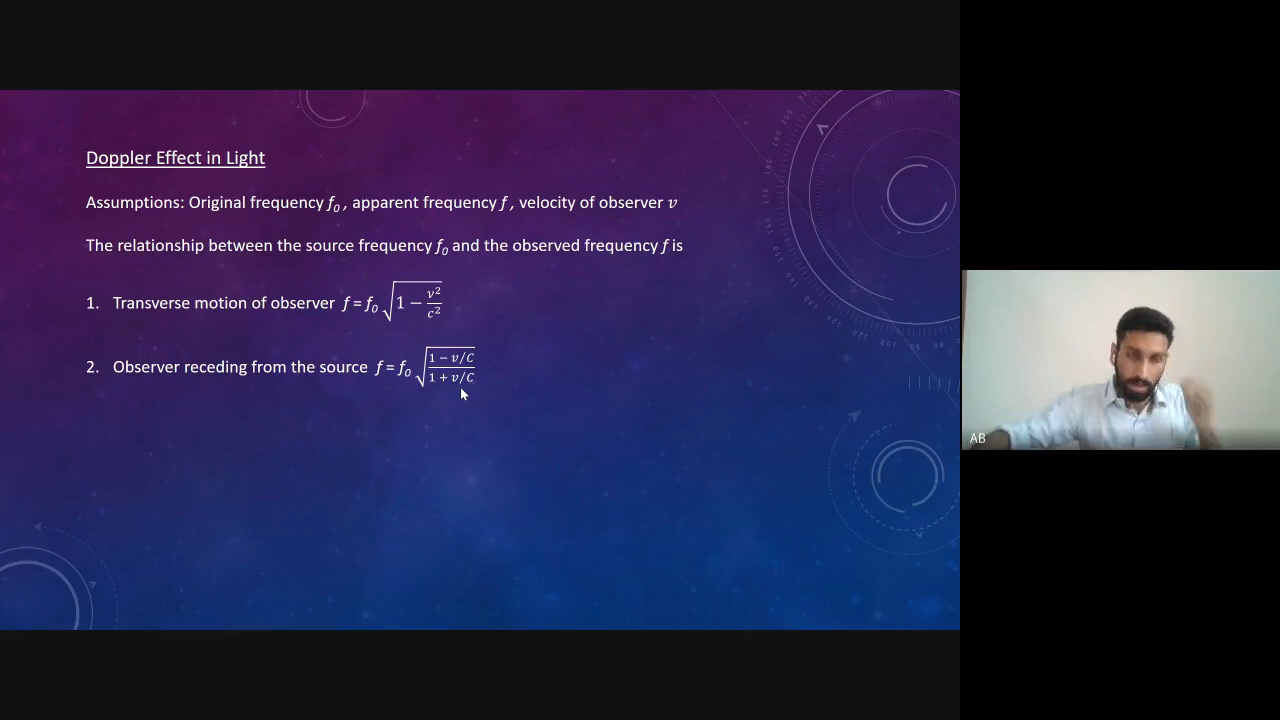 Doppler Effect in Light
Assumptions: Original frequency f₀ , apparent frequency f , velocity of observer v
The relationship between the source frequency f₀ and the observed frequency f is
1. Transverse motion of observer f = f₀ √(1 − v²/c²)
2. Observer receding from the source f = f₀ √((1 − v/C)/(1 + v/C))
AB